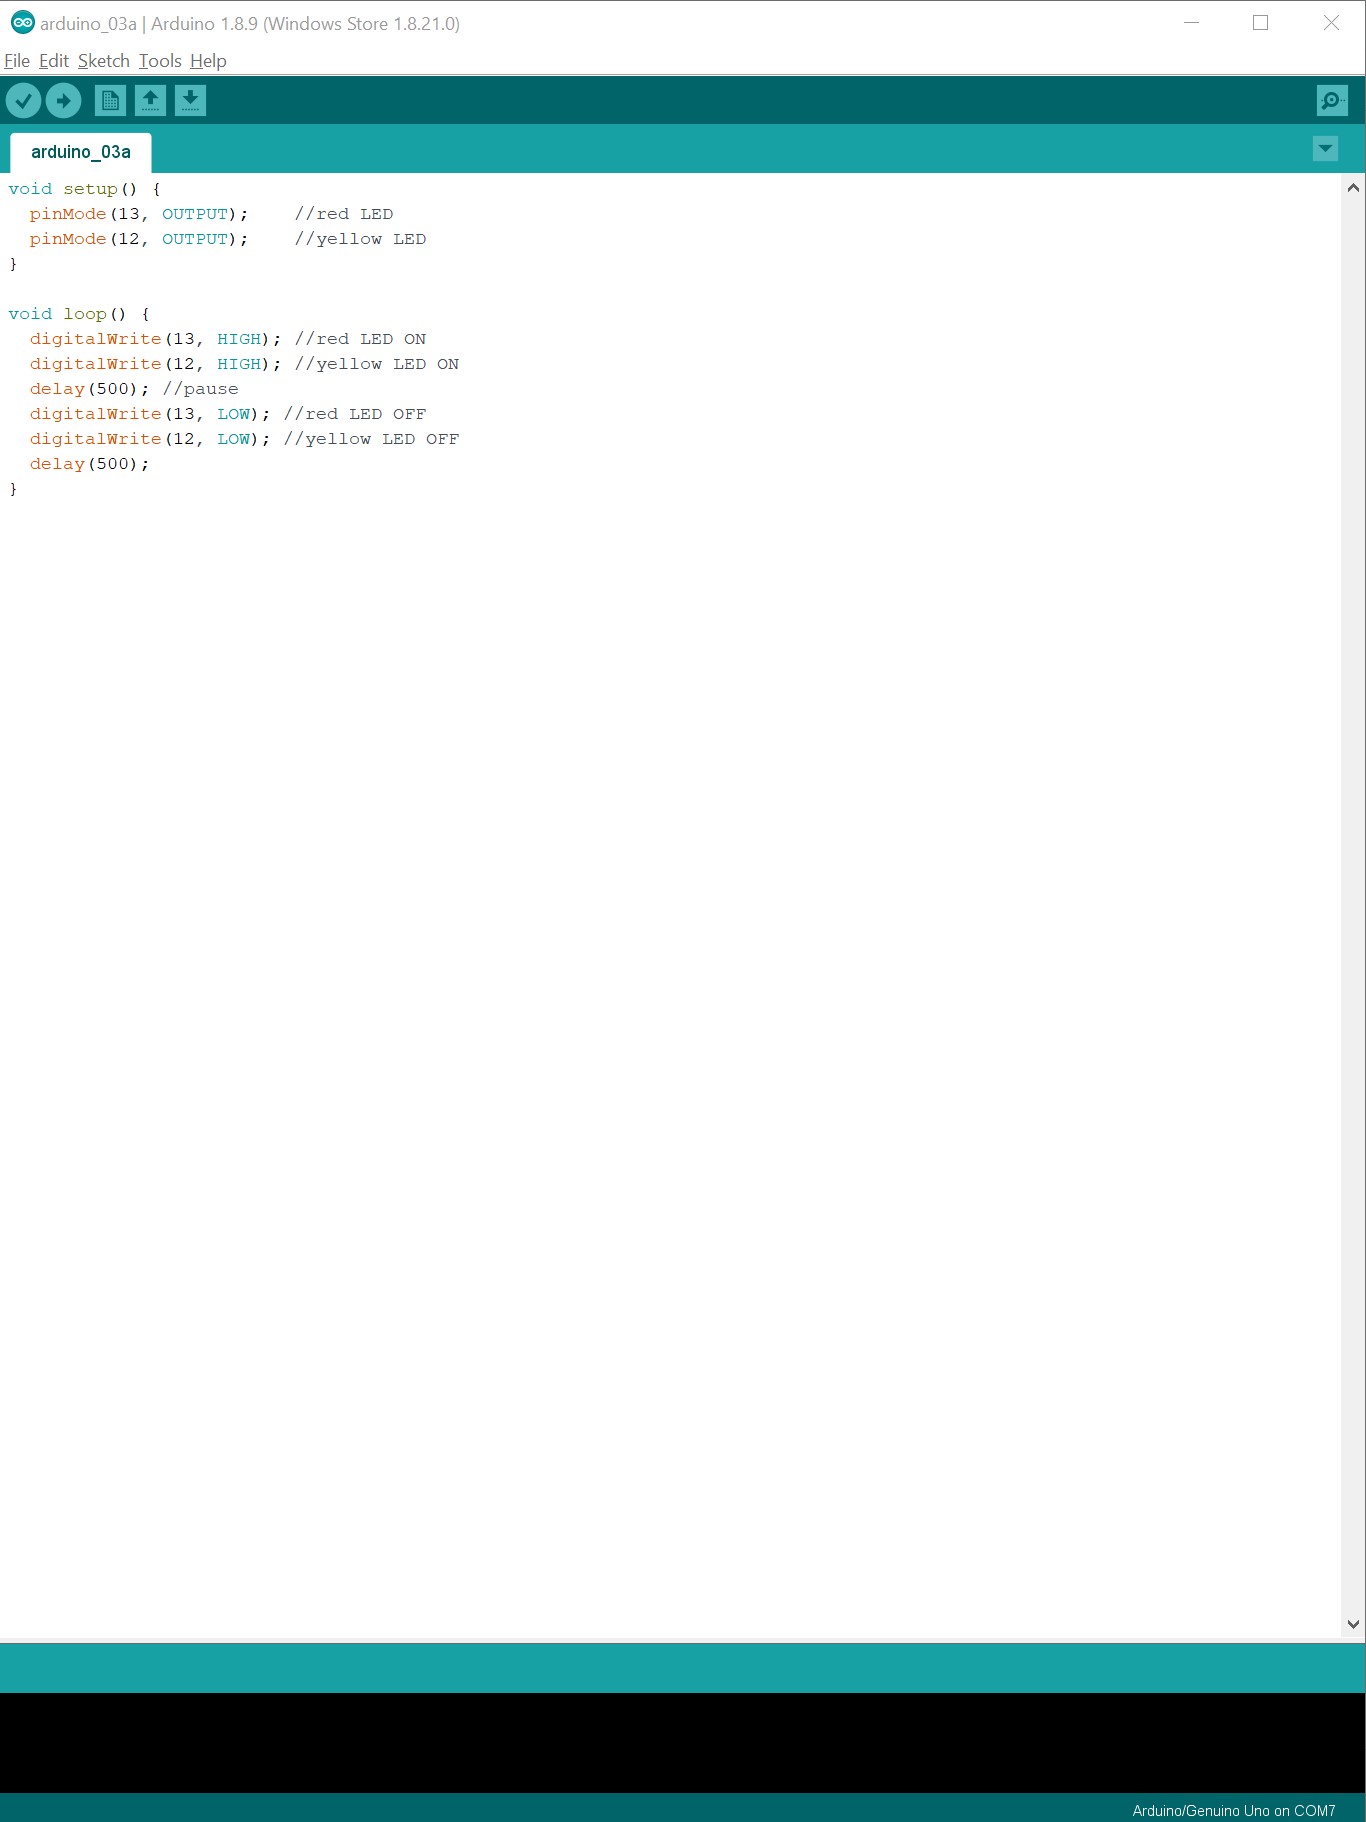 arduino_03a | Arduino 1.8.9 (Windows Store 1.8.21.0)
File Edit Sketch Tools Help
arduino_03a
void setup() {
  pinMode(13, OUTPUT);    //red LED
  pinMode(12, OUTPUT);    //yellow LED
}

void loop() {
  digitalWrite(13, HIGH); //red LED ON
  digitalWrite(12, HIGH); //yellow LED ON
  delay(500); //pause
  digitalWrite(13, LOW); //red LED OFF
  digitalWrite(12, LOW); //yellow LED OFF
  delay(500);
}
Arduino/Genuino Uno on COM7